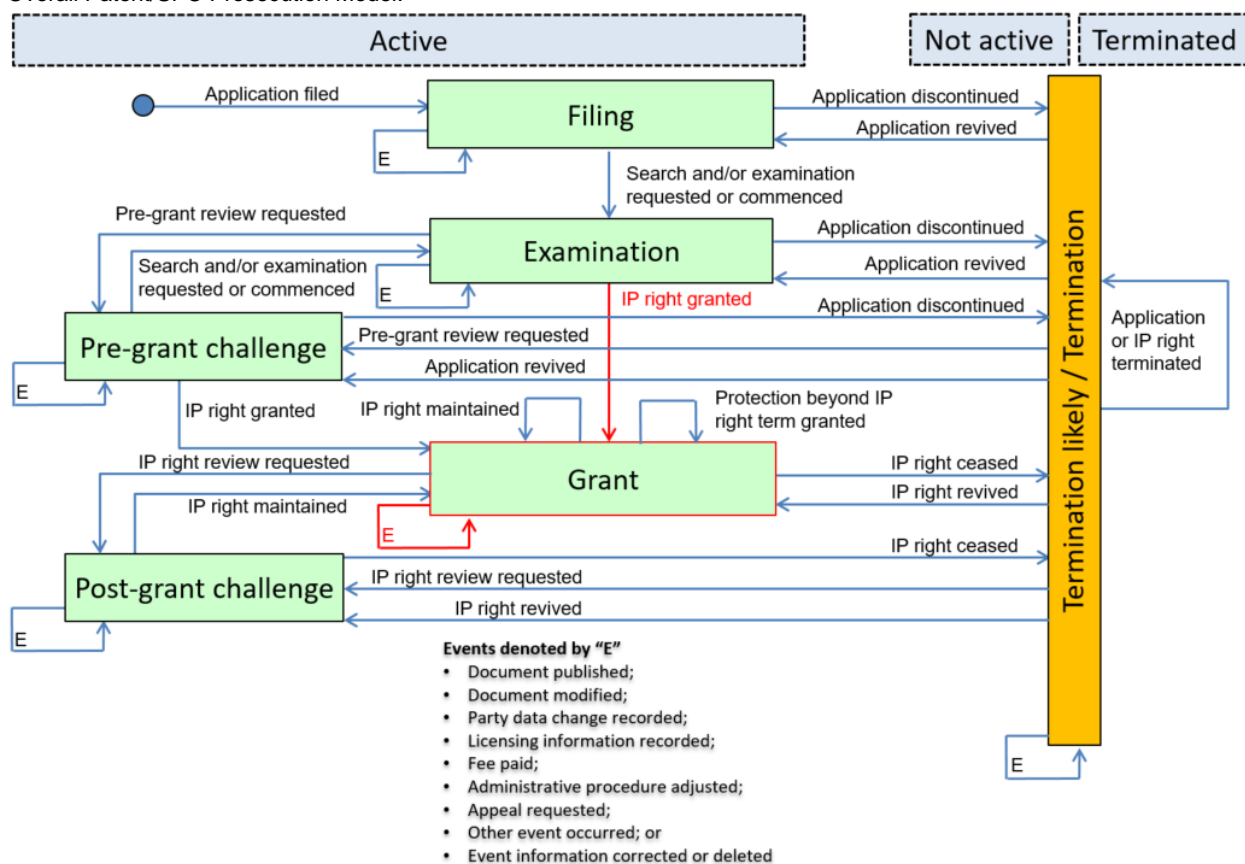 Overall Patent/SPC Prosecution Model:
Active
Not active
Terminated
Application filed
Filing
Application discontinued
Application revived
E
Search and/or examination
requested or commenced
Pre-grant review requested
Examination
Application discontinued
Application revived
Search and/or examination
requested or commenced
E
IP right granted
Application discontinued
Pre-grant challenge
Pre-grant review requested
Application revived
E
Application
or IP right
terminated
IP right granted
IP right maintained
Protection beyond IP
right term granted
IP right review requested
Grant
IP right ceased
IP right revived
IP right maintained
E
IP right ceased
Post-grant challenge
IP right review requested
IP right revived
E
Termination likely / Termination
E
Events denoted by “E”
• Document published;
• Document modified;
• Party data change recorded;
• Licensing information recorded;
• Fee paid;
• Administrative procedure adjusted;
• Appeal requested;
• Other event occurred; or
• Event information corrected or deleted